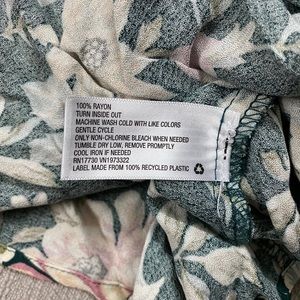 100% RAYON
TURN INSIDE OUT
MACHINE WASH COLD WITH LIKE COLORS
GENTLE CYCLE
ONLY NON-CHLORINE BLEACH WHEN NEEDED
TUMBLE DRY LOW, REMOVE PROMPTLY
COOL IRON IF NEEDED
RN17730 VN1973322
LABEL MADE FROM 100% RECYCLED PLASTIC